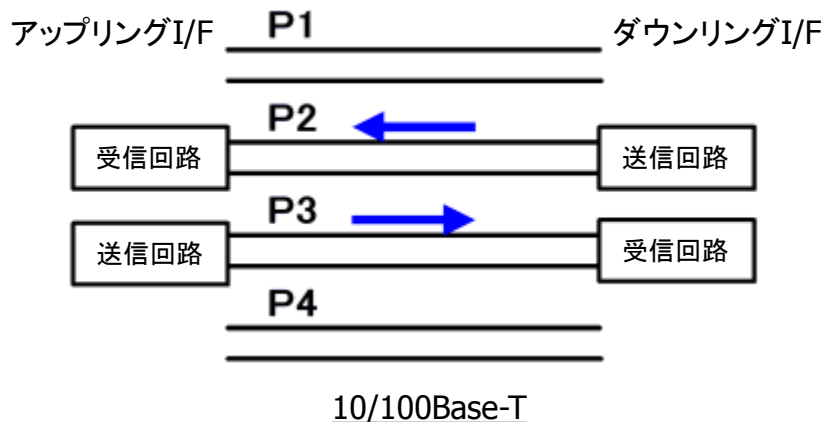 アップリングI/F
P1
ダウンリングI/F
P2
受信回路
送信回路
P3
送信回路
受信回路
P4
10/100Base-T